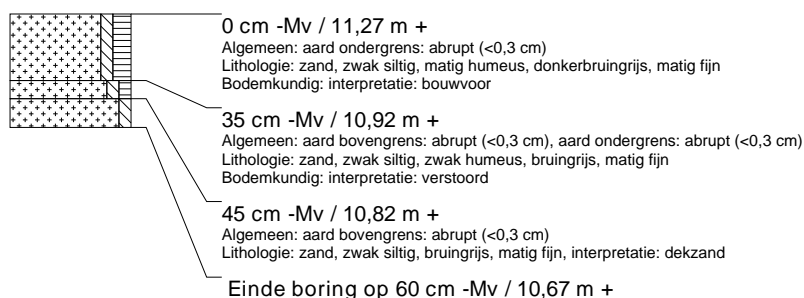 0 cm -Mv / 11,27 m +
Algemeen: aard ondergrens: abrupt (<0,3 cm)
Lithologie: zand, zwak siltig, matig humeus, donkerbruingrijs, matig fijn
Bodemkundig: interpretatie: bouwvoor
35 cm -Mv / 10,92 m +
Algemeen: aard bovengrens: abrupt (<0,3 cm), aard ondergrens: abrupt (<0,3 cm)
Lithologie: zand, zwak siltig, zwak humeus, bruingrijs, matig fijn
Bodemkundig: interpretatie: verstoord
45 cm -Mv / 10,82 m +
Algemeen: aard bovengrens: abrupt (<0,3 cm)
Lithologie: zand, zwak siltig, bruingrijs, matig fijn, interpretatie: dekzand
Einde boring op 60 cm -Mv / 10,67 m +